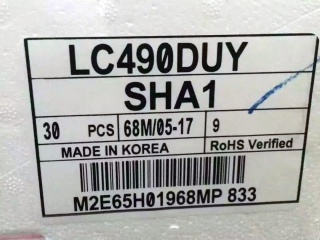 LC490DUY
SHA1
30 PCS 68M/05-17 9
MADE IN KOREA RoHS Verified
M2E65H01968MP 833